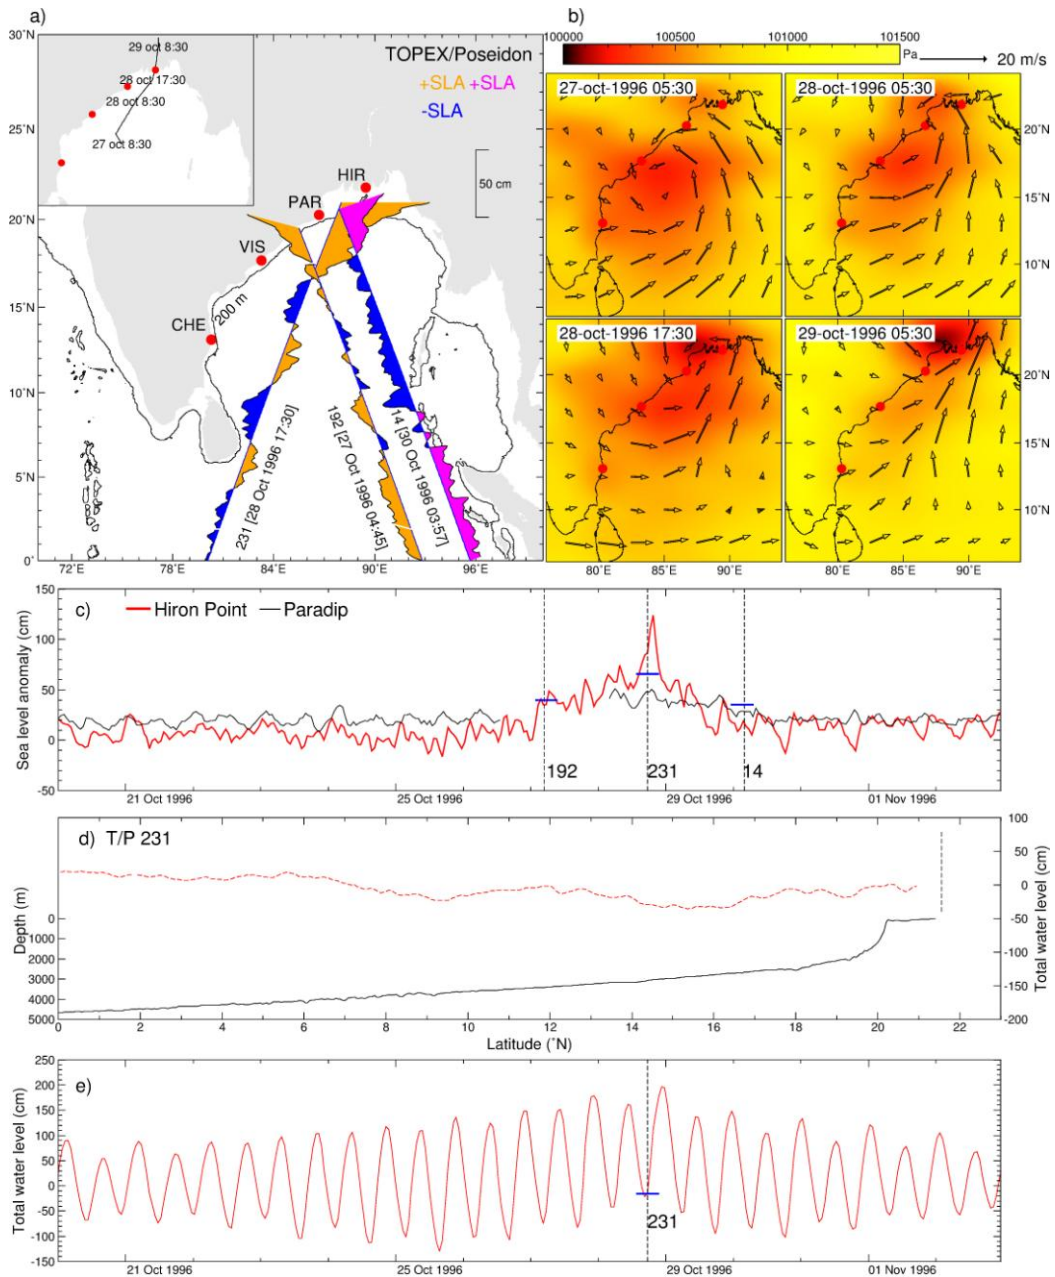 a)
30˚N
25˚N
20˚N
15˚N
10˚N
5˚N
0˚
72˚E
78˚E
84˚E
90˚E
96˚E
29 oct 8:30
28 oct 17:30
28 oct 8:30
27 oct 8:30
TOPEX/Poseidon
+SLA +SLA
-SLA
50 cm
HIR
PAR
VIS
CHE
200 m
231 [28 Oct 1996 17:30]
192 [27 Oct 1996 04:45]
14 [30 Oct 1996 03:57]
b)
100000 100500 101000 101500
Pa
20 m/s
27-oct-1996 05:30
28-oct-1996 05:30
20˚N
15˚N
10˚N
28-oct-1996 17:30
29-oct-1996 05:30
20˚N
15˚N
10˚N
80˚E 85˚E 90˚E
80˚E 85˚E 90˚E
c)
Hiron Point
Paradip
Sea level anomaly (cm)
150
100
50
0
-50
192
231
14
21 Oct 1996
25 Oct 1996
29 Oct 1996
01 Nov 1996
d) T/P 231
Depth (m)
0
1000
2000
3000
4000
5000
Total water level (cm)
100
50
0
-50
-100
-150
-200
0 2 4 6 8 10 12 14 16 18 20 22
Latitude (˚N)
e)
Total water level (cm)
250
200
150
100
50
0
-50
-100
-150
231
21 Oct 1996
25 Oct 1996
29 Oct 1996
01 Nov 1996